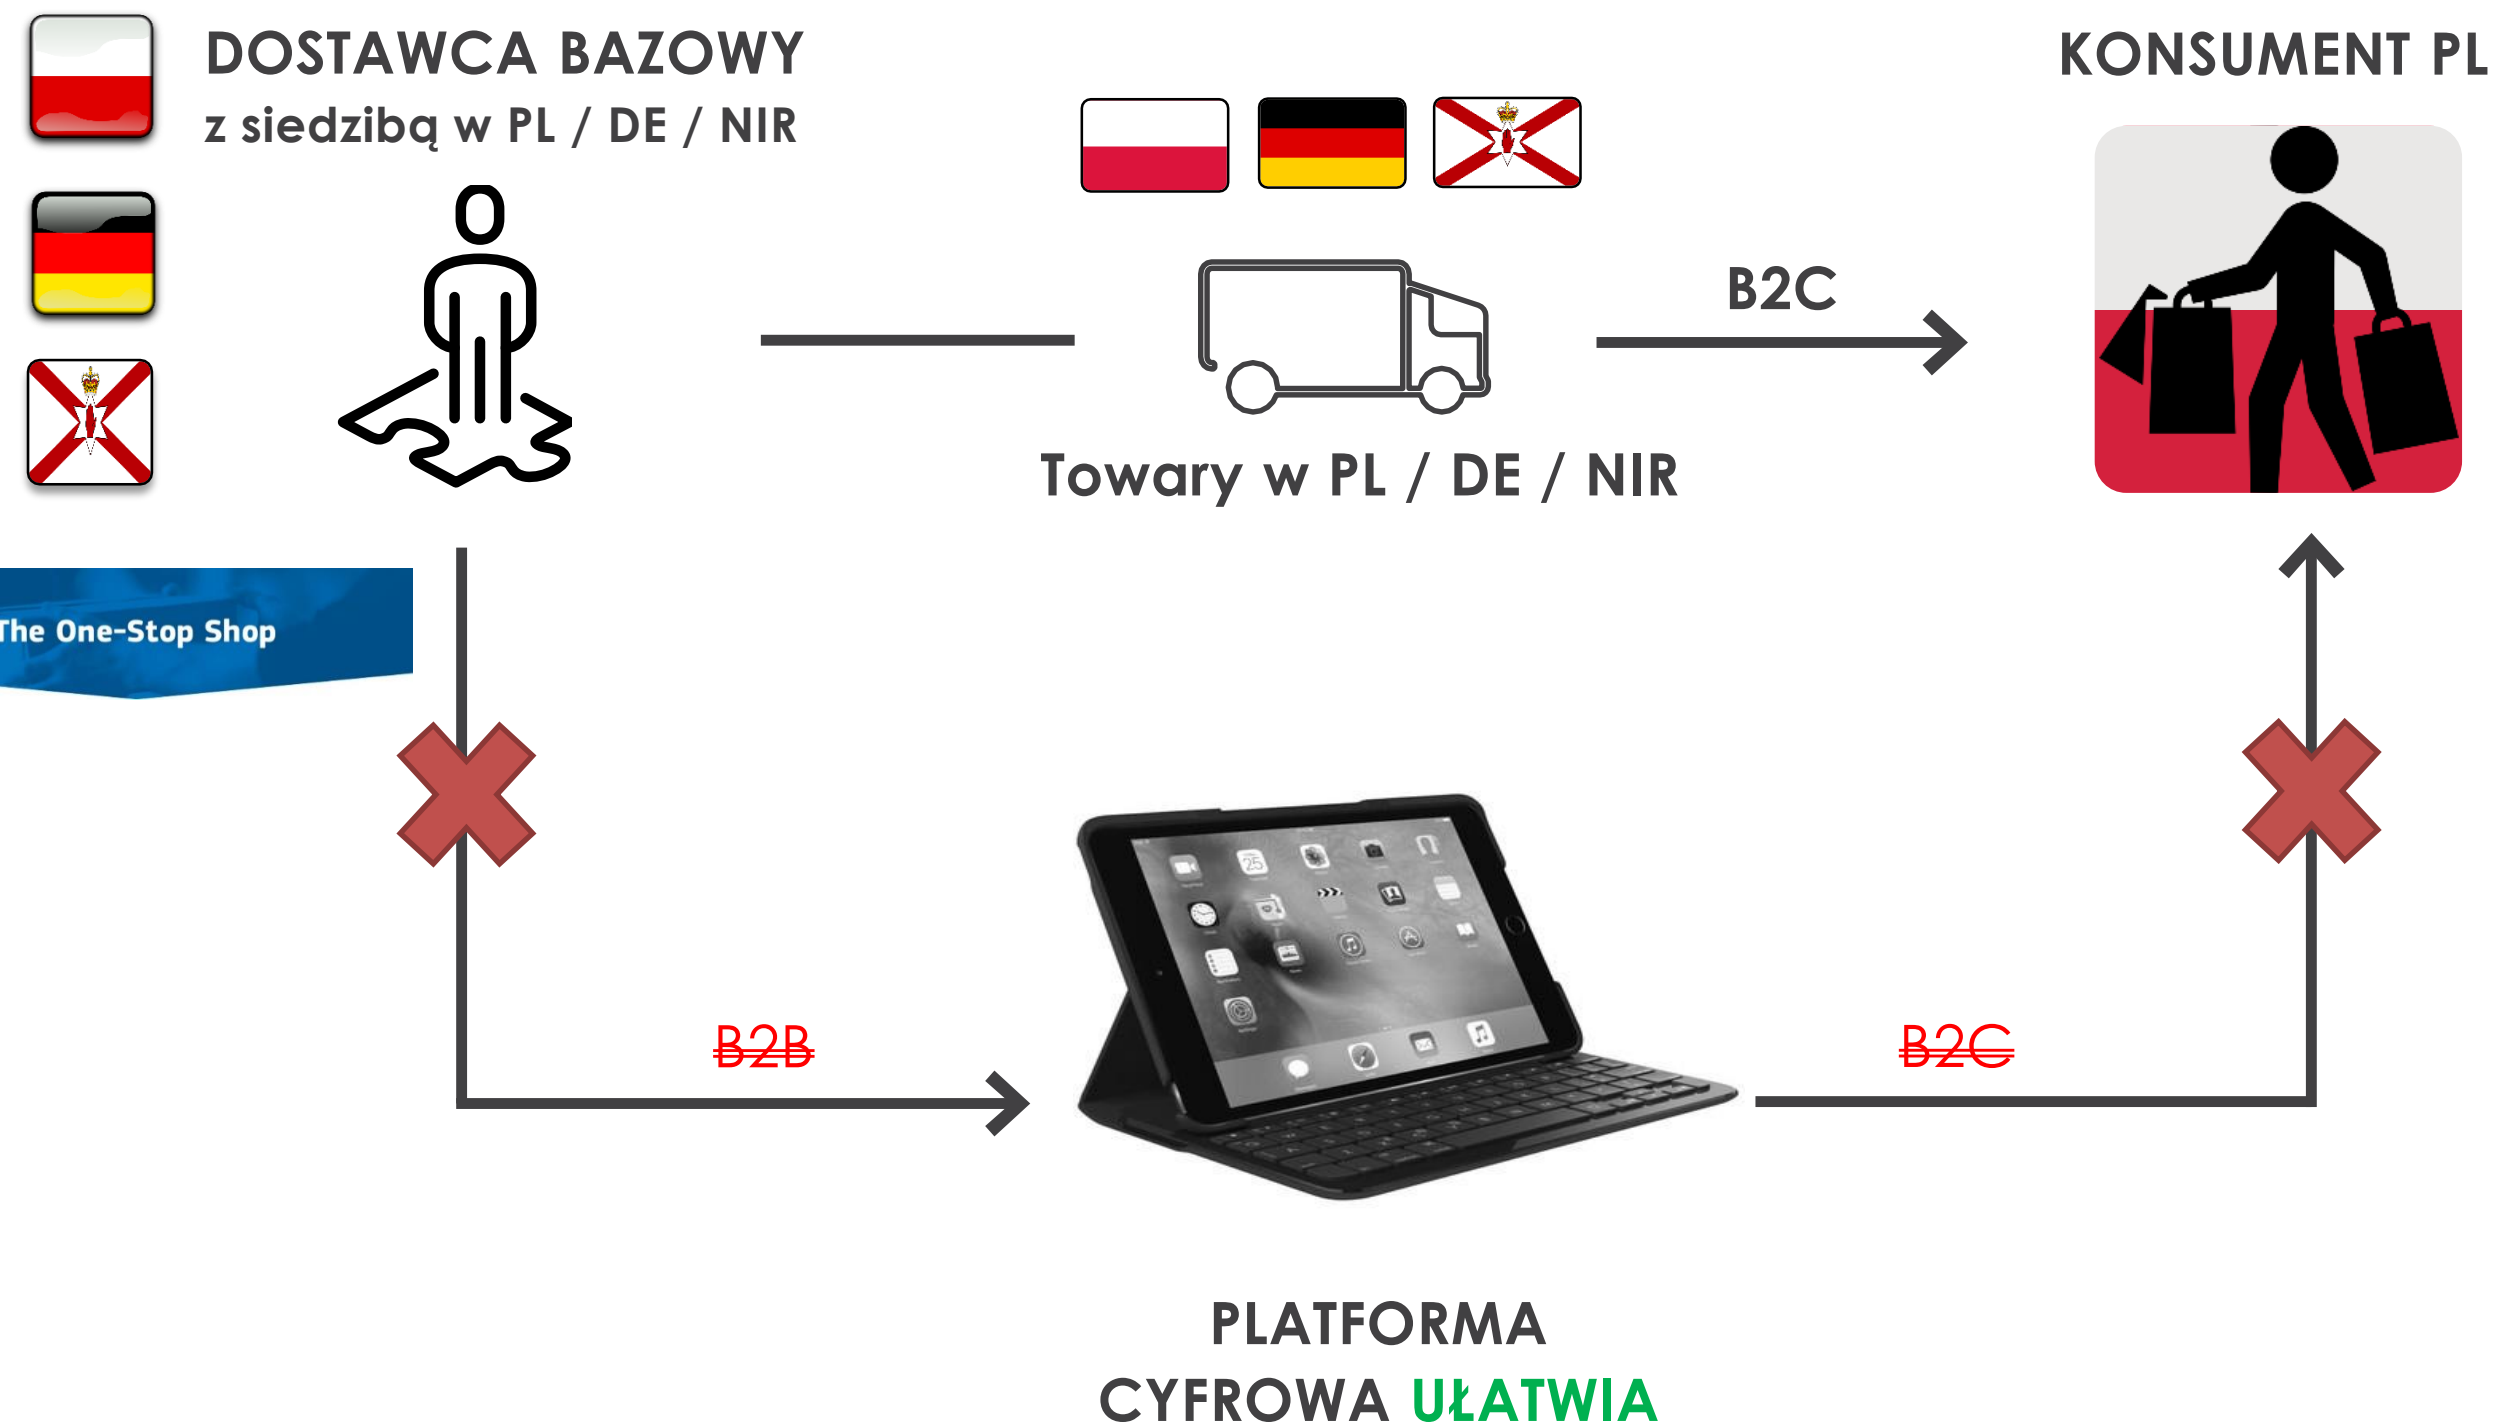 DOSTAWCA BAZOWY
z siedzibą w PL / DE / NIR
KONSUMENT PL
B2C
Towary w PL / DE / NIR
The One-Stop Shop
B2B
B2C
PLATFORMA
CYFROWA UŁATWIA